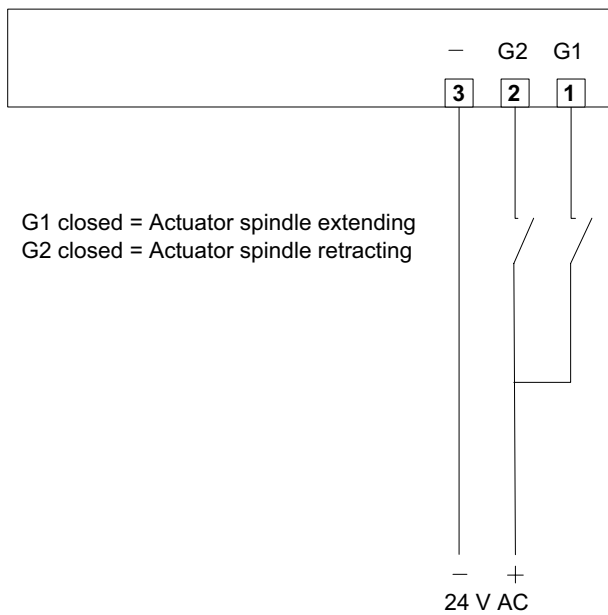 — G2 G1
3 2 1
G1 closed = Actuator spindle extending
G2 closed = Actuator spindle retracting
— +
24 V AC